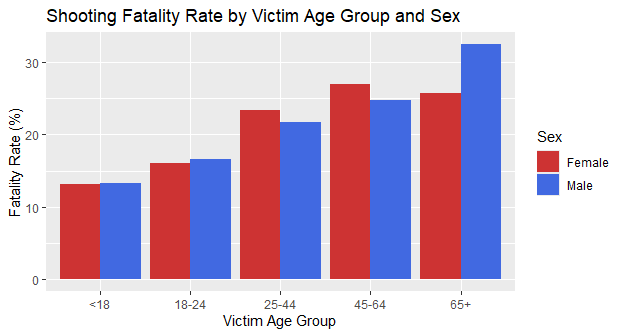 Shooting Fatality Rate by Victim Age Group and Sex
Fatality Rate (%)
30
20
10
0
<18
18-24
25-44
45-64
65+
Victim Age Group
Sex
Female
Male